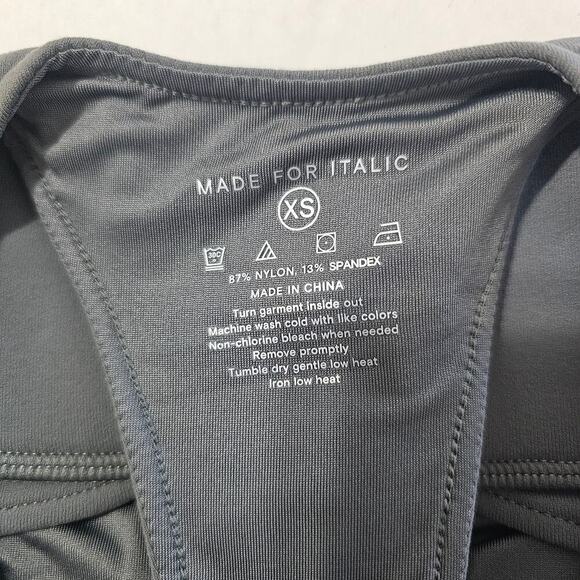 MADE FOR ITALIC
XS
30C
87% NYLON, 13% SPANDEX
MADE IN CHINA
Turn garment inside out
Machine wash cold with like colors
Non-chlorine bleach when needed
Remove promptly
Tumble dry gentle low heat
Iron low heat